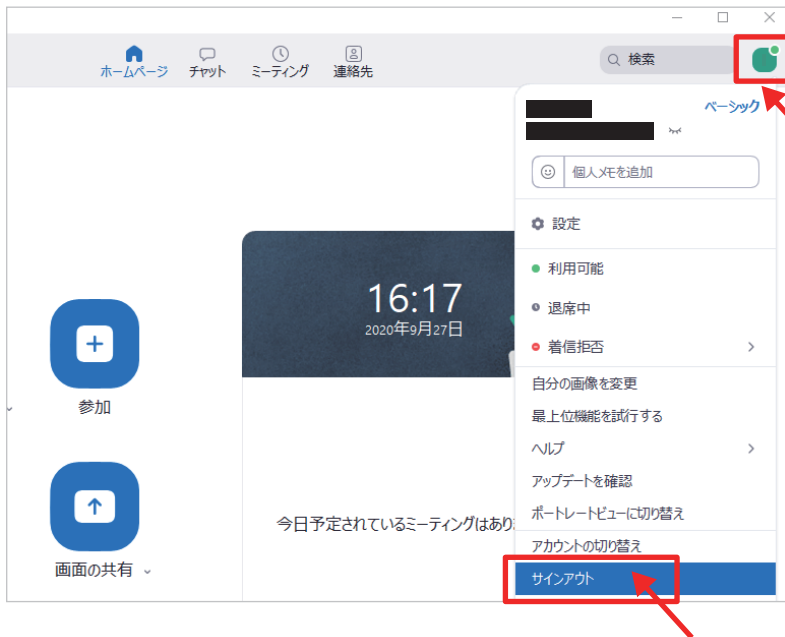 ホームページ
チャット
ミーティング
連絡先
検索
ベーシック
個人メモを追加
設定
利用可能
退席中
着信拒否
自分の画像を変更
最上位機能を試行する
ヘルプ
アップデートを確認
ポートレートビューに切り替え
アカウントの切り替え
サインアウト
16:17
2020年9月27日
参加
画面の共有
今日予定されているミーティングはあり